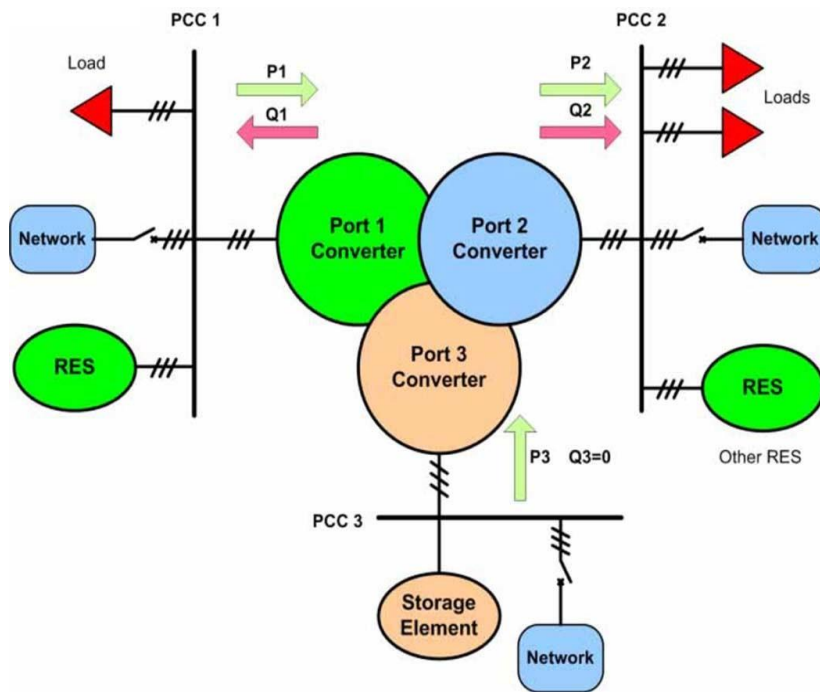 PCC 1
PCC 2
Load
P1
P2
Q1
Q2
Loads
Port 1
Converter
Port 2
Converter
Network
Network
Port 3
Converter
RES
RES
P3 Q3=0
Other RES
PCC 3
Storage
Element
Network